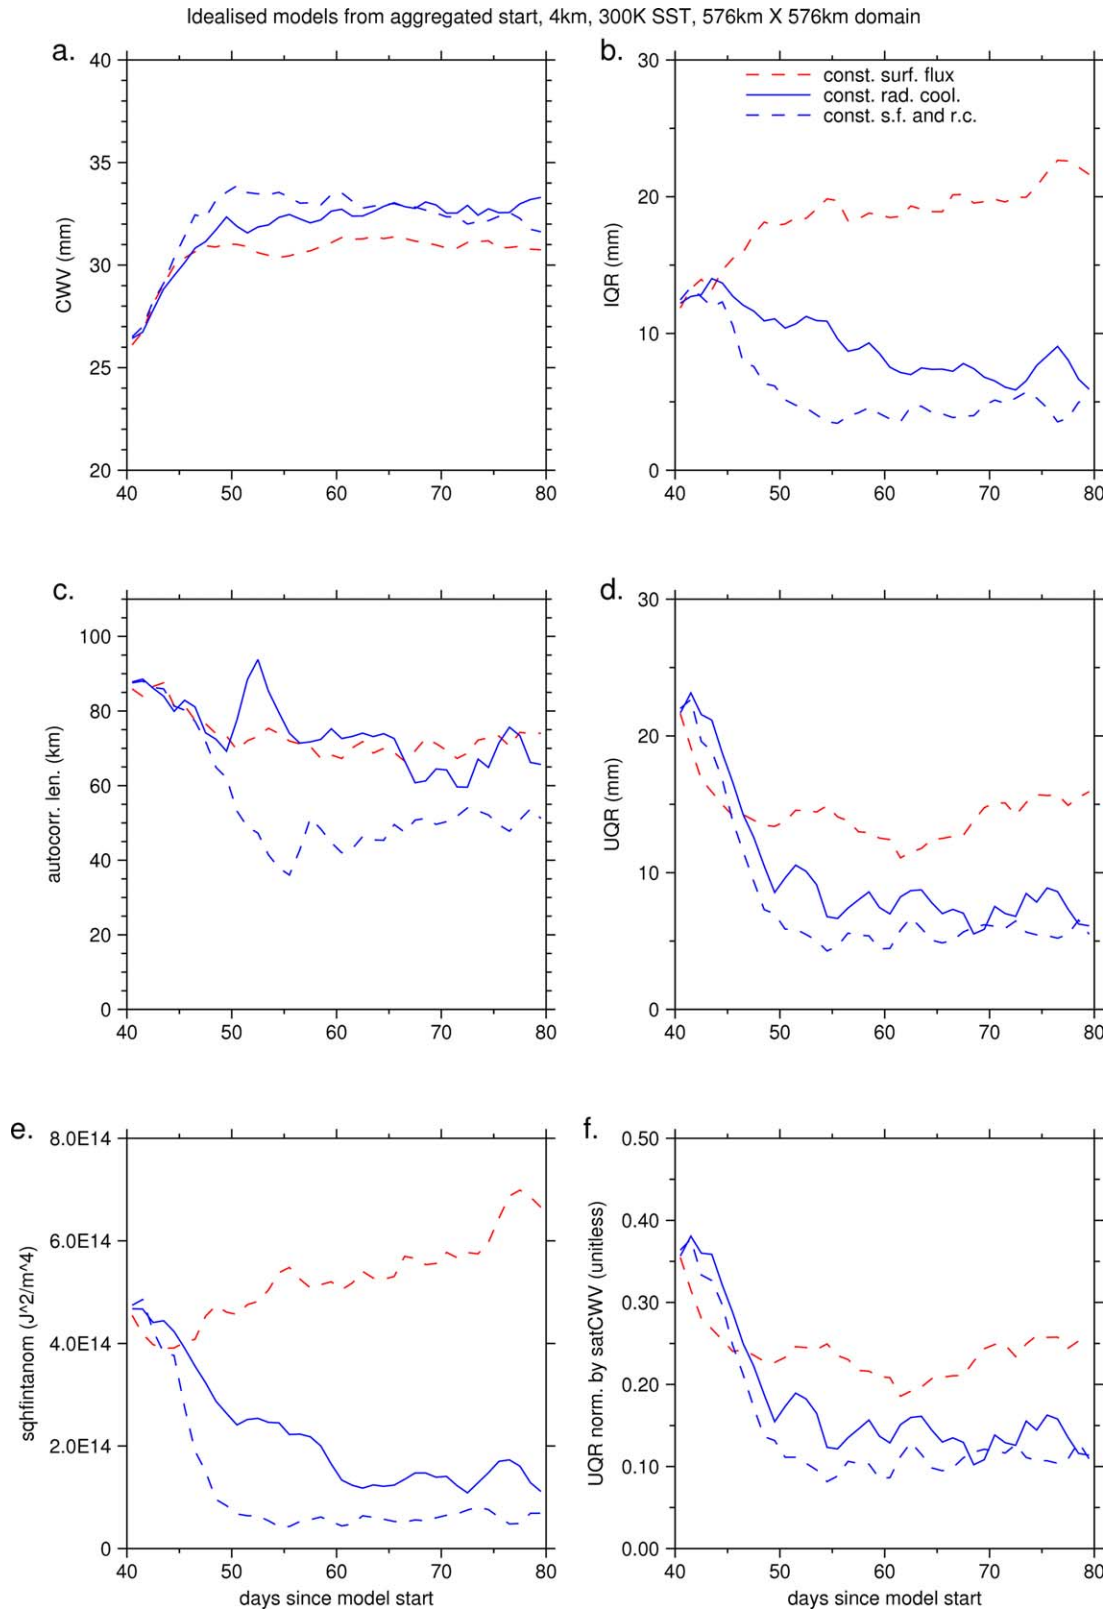 Idealised models from aggregated start, 4km, 300K SST, 576km X 576km domain
a.
40
35
30
25
20
CWV (mm)
40 50 60 70 80
b.
const. surf. flux
const. rad. cool.
const. s.f. and r.c.
30
20
10
0
IQR (mm)
40 50 60 70 80
c.
100
80
60
40
20
0
autocorr. len. (km)
40 50 60 70 80
d.
30
20
10
0
UQR (mm)
40 50 60 70 80
e.
8.0E14
6.0E14
4.0E14
2.0E14
0
sqhfintanom (J^2/m^4)
40 50 60 70 80
days since model start
f.
0.50
0.40
0.30
0.20
0.10
0.00
UQR norm. by satCWV (unitless)
40 50 60 70 80
days since model start